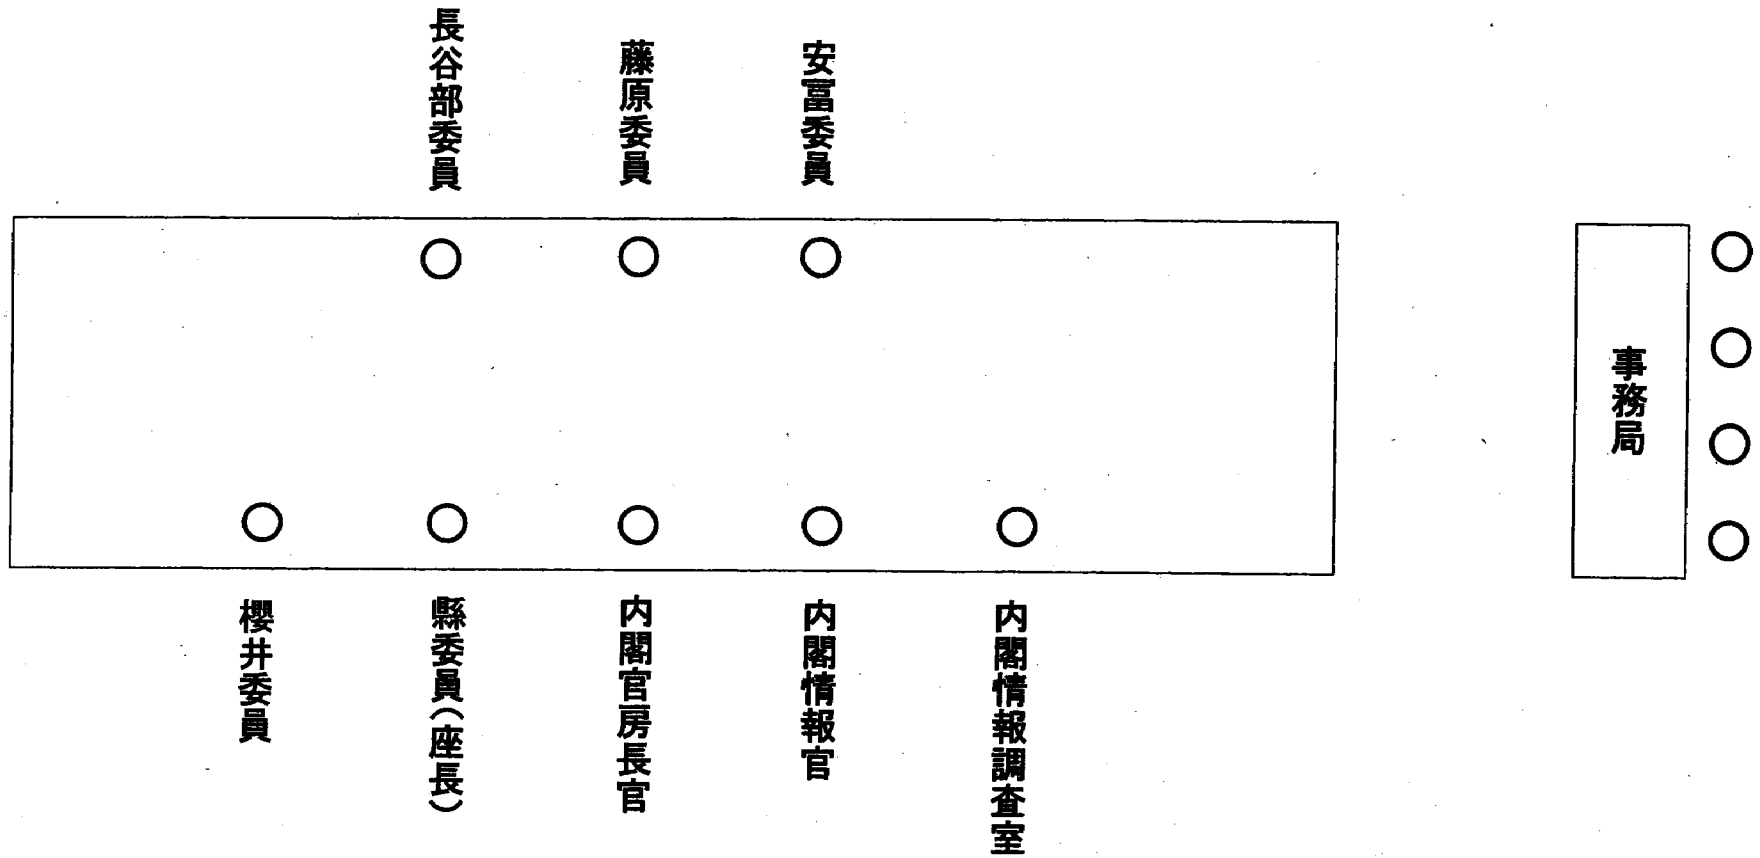 長谷部委員
藤原委員
安冨委員
事務局
櫻井委員
縣委員(座長)
内閣官房長官
内閣情報官
内閣情報調査室